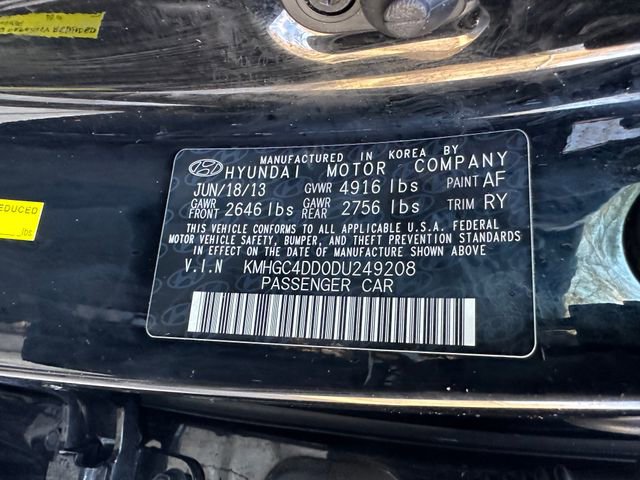 MANUFACTURED IN KOREA BY
HYUNDAI MOTOR COMPANY
JUN/18/13 GVWR 4916 lbs PAINT AF
GAWR FRONT 2646 lbs GAWR REAR 2756 lbs TRIM RY
THIS VEHICLE CONFORMS TO ALL APPLICABLE U.S.A. FEDERAL
MOTOR VEHICLE SAFETY, BUMPER, AND THEFT PREVENTION STANDARDS
IN EFFECT ON THE DATE OF MANUFACTURE SHOWN ABOVE
V.I.N KMHGC4DD0DU249208
PASSENGER CAR
EDUCED
lbs